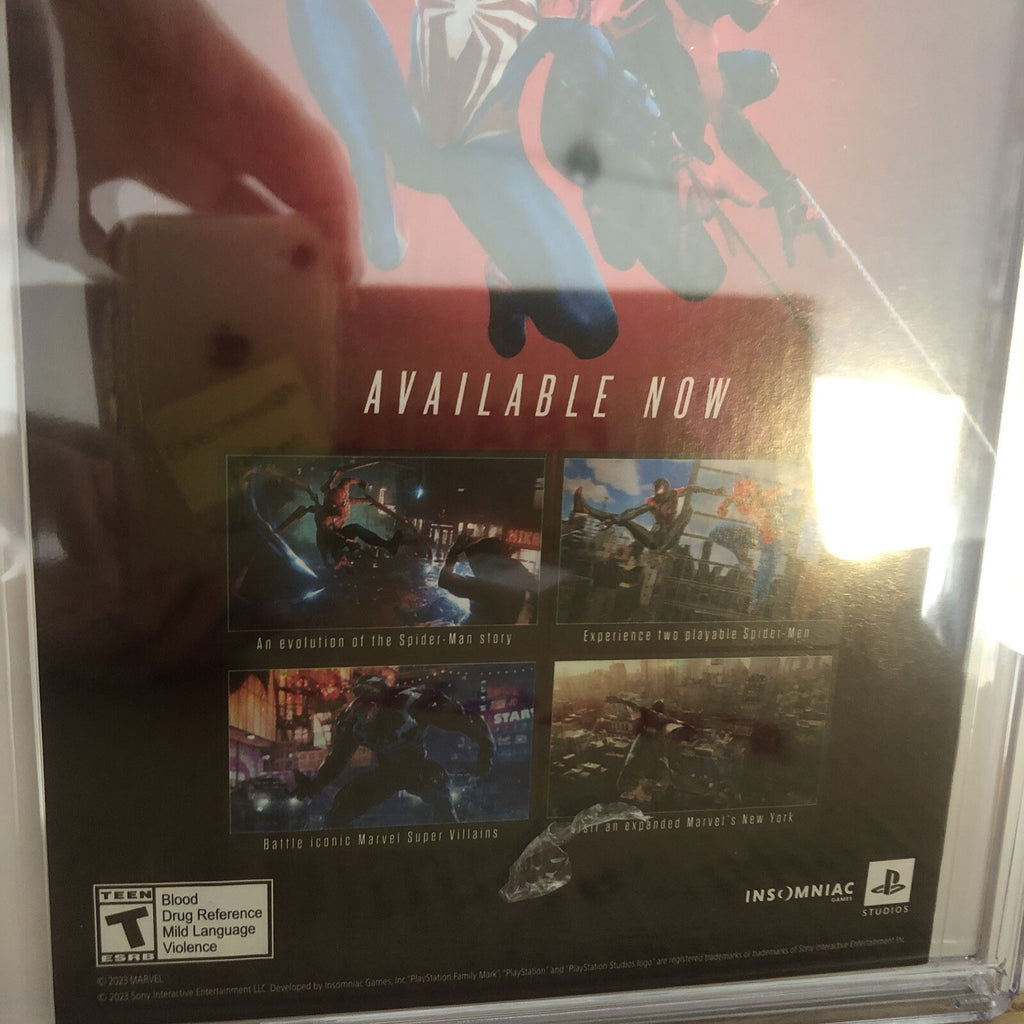 AVAILABLE NOW
An evolution of the Spider-Man story
Experience two playable Spider-Men
START
Battle iconic Marvel Super Villains
Visit an expanded Marvel's New York
TEEN
T
ESRB
Blood
Drug Reference
Mild Language
Violence
INSOMNIAC
GAMES
STUDIOS
© 2023 MARVEL
© 2023 Sony Interactive Entertainment LLC. Developed by Insomniac Games, Inc. "PlayStation Family Mark", "PlayStation" and "PlayStation Studios logo" are registered trademarks or trademarks of Sony Interactive Entertainment Inc.